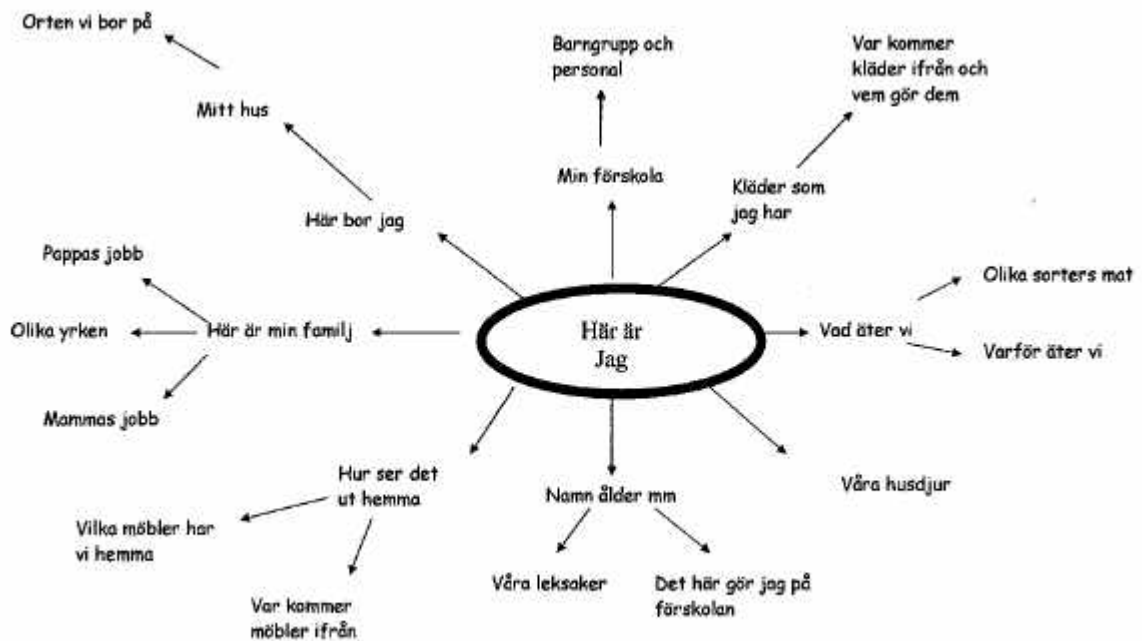 Orten vi bor på
Mitt hus
Här bor jag
Barngrupp och
personal
Min förskola
Var kommer
kläder ifrån och
vem gör dem
Kläder som
jag har
Pappas jobb
Olika yrken
Här är min familj
Mammas jobb
Här är
Jag
Vad äter vi
Olika sorters mat
Varför äter vi
Hur ser det
ut hemma
Vilka möbler har
vi hemma
Var kommer
möbler ifrån
Namn ålder mm
Våra leksaker
Det här gör jag på
förskolan
Våra husdjur